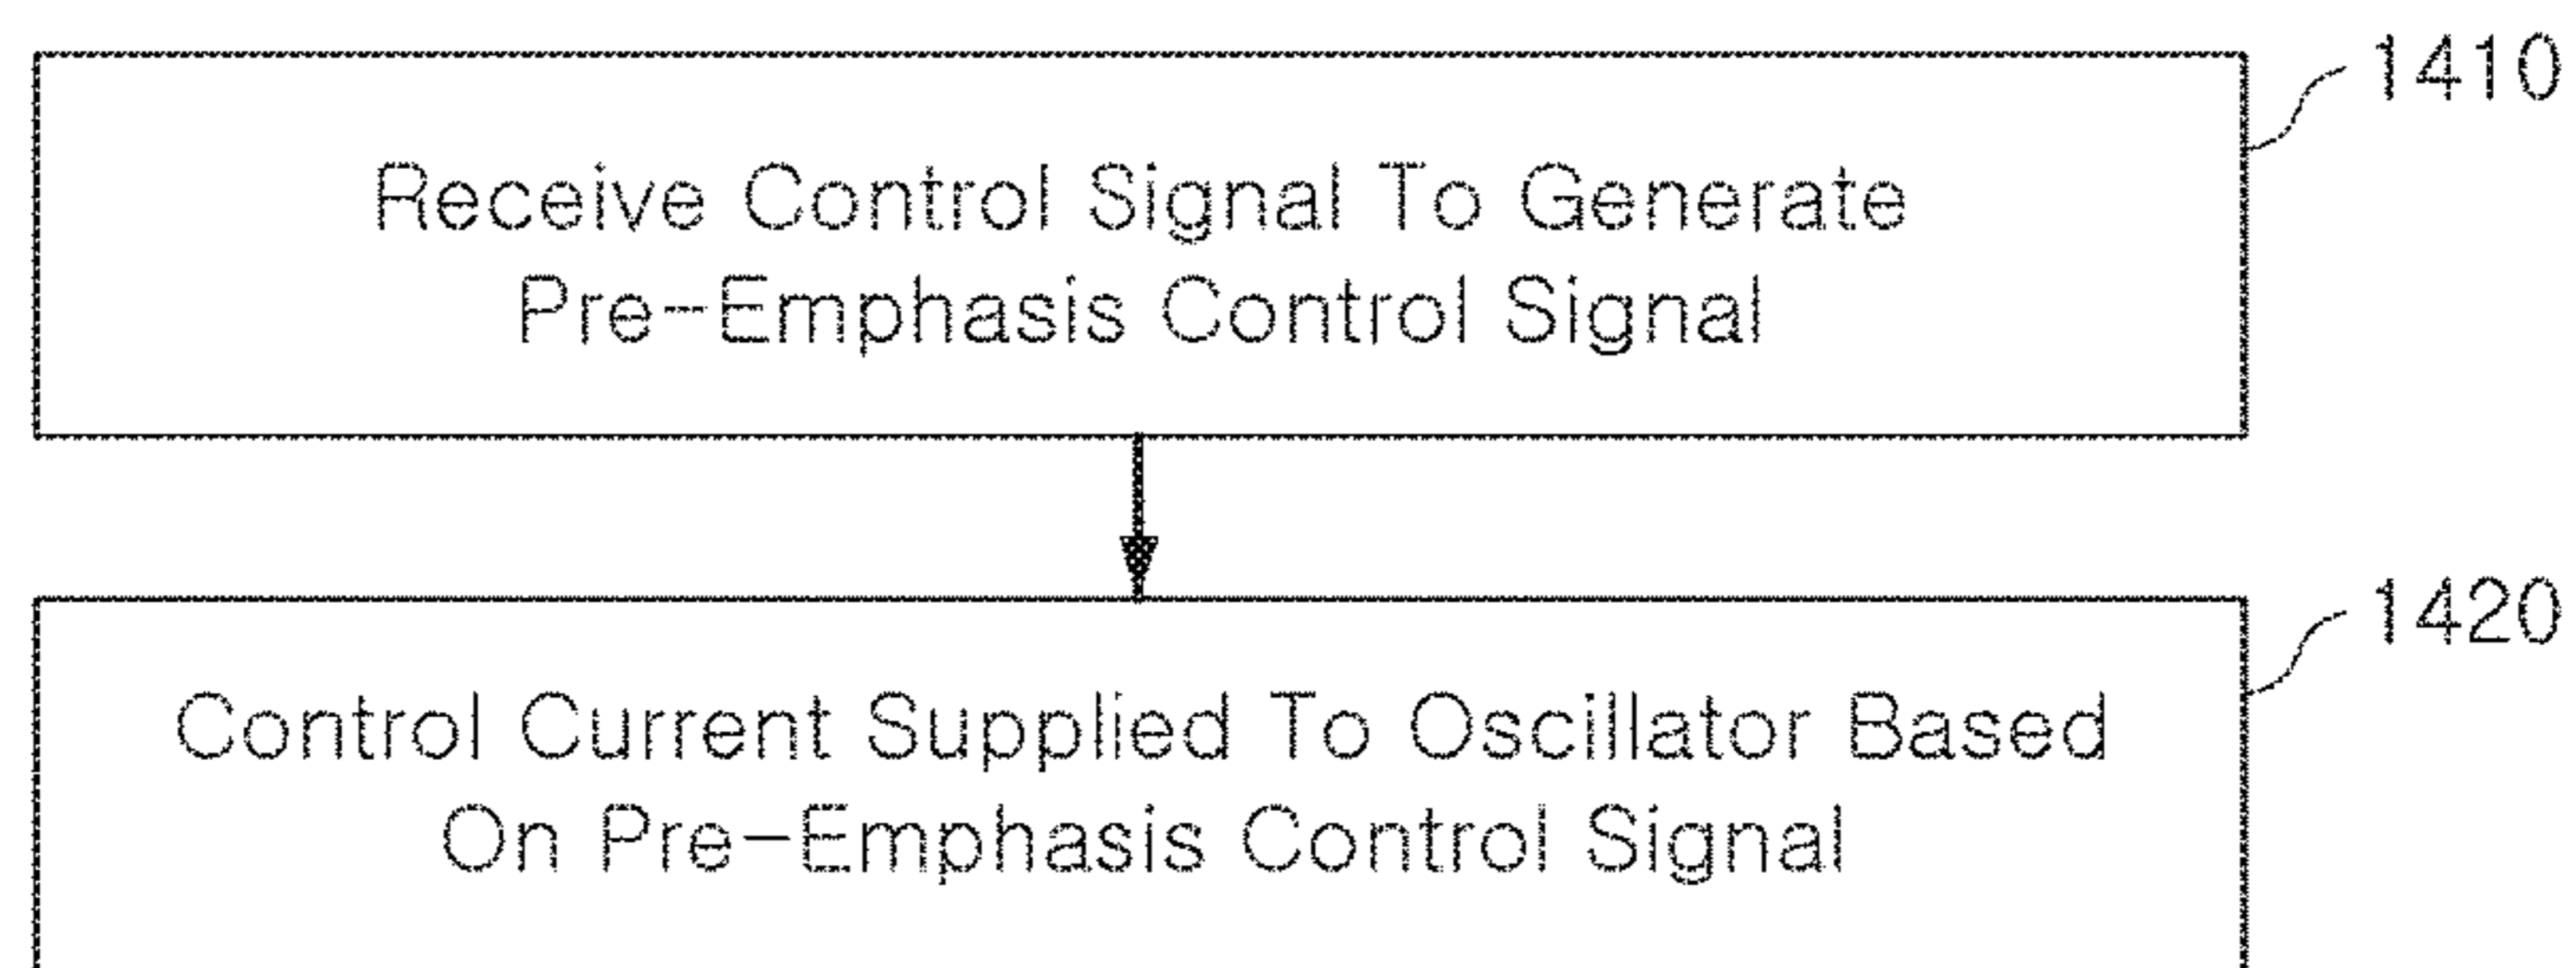 1410
Receive Control Signal To Generate
Pre-Emphasis Control Signal
1420
Control Current Supplied To Oscillator Based
On Pre-Emphasis Control Signal